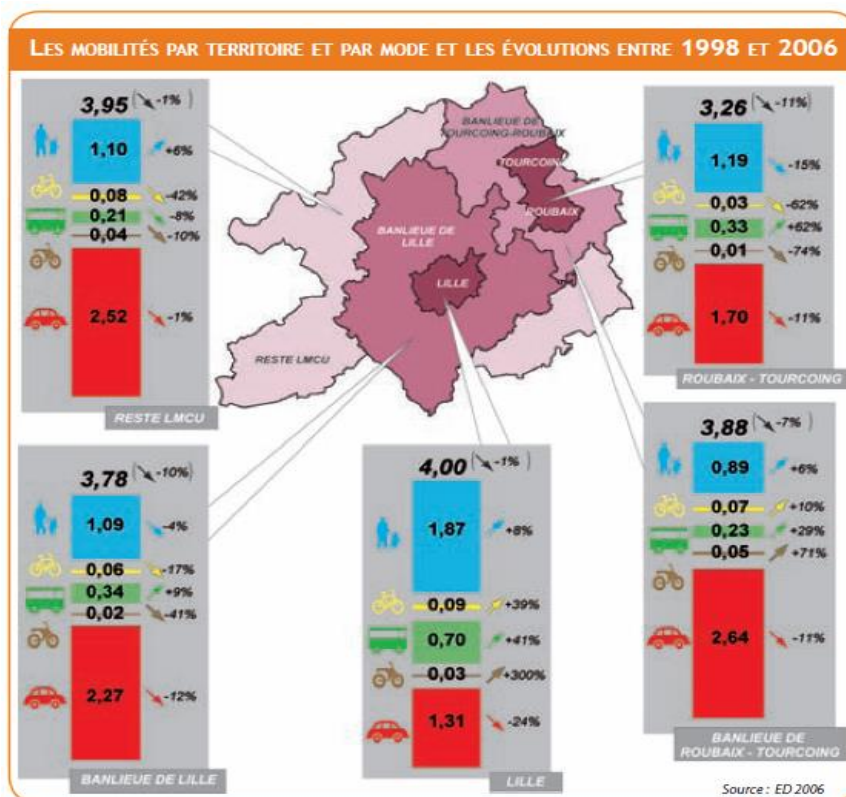 LES MOBILITÉS PAR TERRITOIRE ET PAR MODE ET LES ÉVOLUTIONS ENTRE 1998 ET 2006
3,95 (-1%)
1,10 +6%
0,08 -42%
0,21 -8%
0,04 -10%
2,52 -1%
RESTE LMCU
BANLIEUE DE
TOURCOING-ROUBAIX
TOURCOING
ROUBAIX
BANLIEUE DE
LILLE
LILLE
RESTE LMCU
3,26 (-11%)
1,19 -15%
0,03 -62%
0,33 +62%
0,01 -74%
1,70 -11%
ROUBAIX - TOURCOING
3,78 (-10%)
1,09 -4%
0,06 -17%
0,34 +9%
0,02 -41%
2,27 -12%
BANLIEUE DE LILLE
4,00 (-1%)
1,87 +8%
0,09 +39%
0,70 +41%
0,03 +300%
1,31 -24%
LILLE
3,88 (-7%)
0,89 +6%
0,07 +10%
0,23 +29%
0,05 +71%
2,64 -11%
BANLIEUE DE
ROUBAIX - TOURCOING
Source : ED 2006